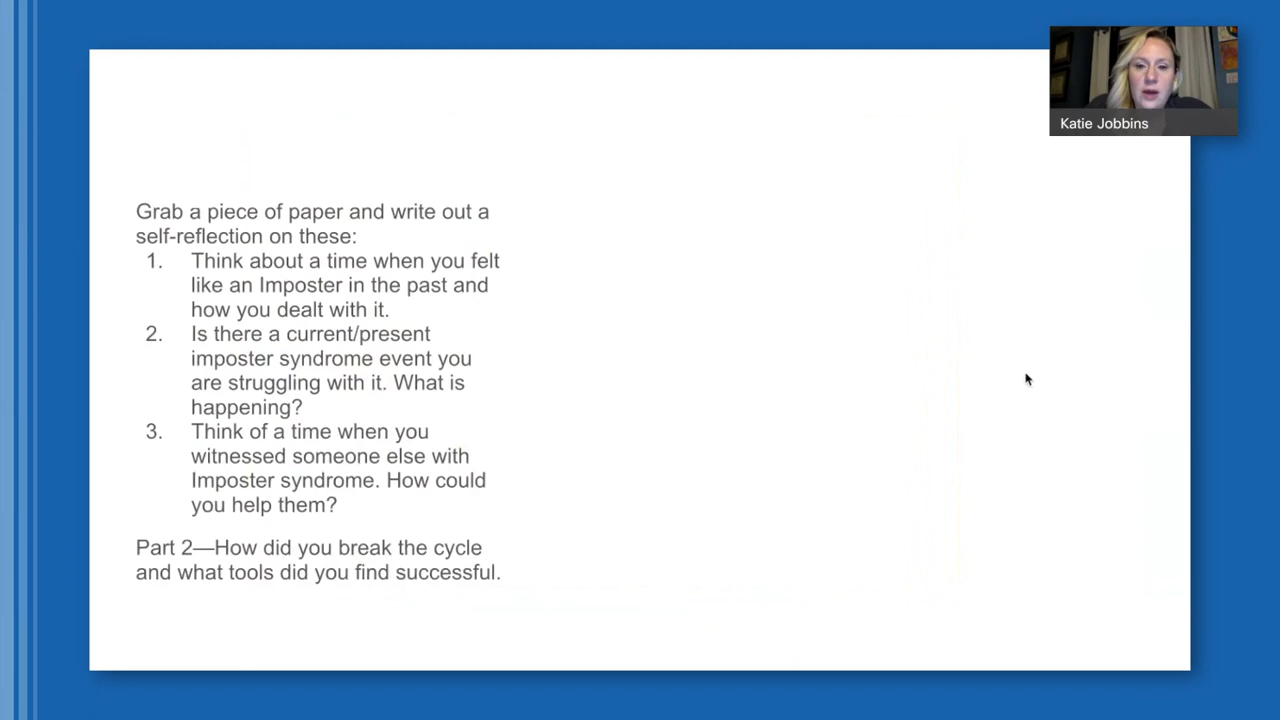 Katie Jobbins
Grab a piece of paper and write out a
self-reflection on these:
1. Think about a time when you felt
like an Imposter in the past and
how you dealt with it.
2. Is there a current/present
imposter syndrome event you
are struggling with it. What is
happening?
3. Think of a time when you
witnessed someone else with
Imposter syndrome. How could
you help them?
Part 2—How did you break the cycle
and what tools did you find successful.